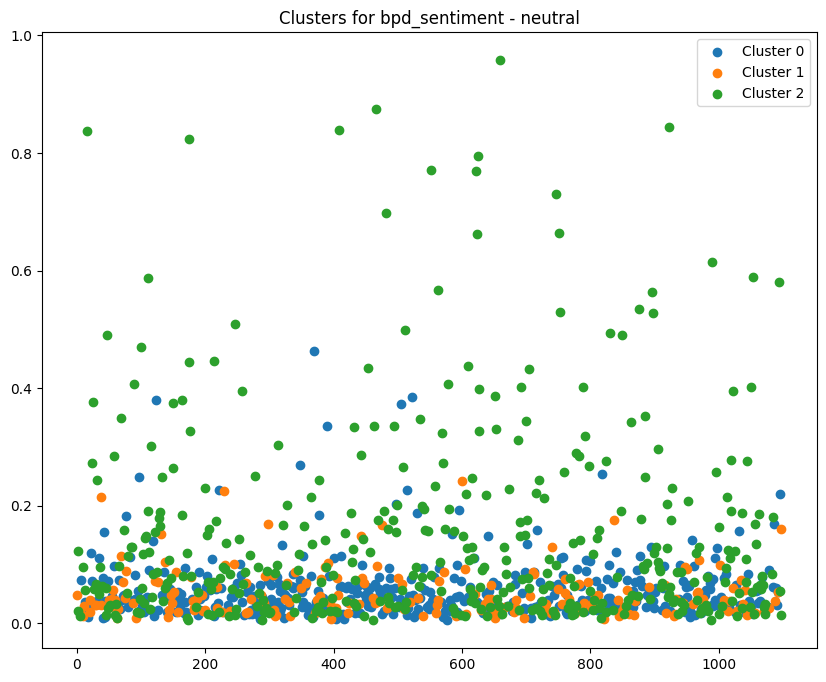 Clusters for bpd_sentiment - neutral
Cluster 0
Cluster 1
Cluster 2
1.0
0.8
0.6
0.4
0.2
0.0
0 200 400 600 800 1000